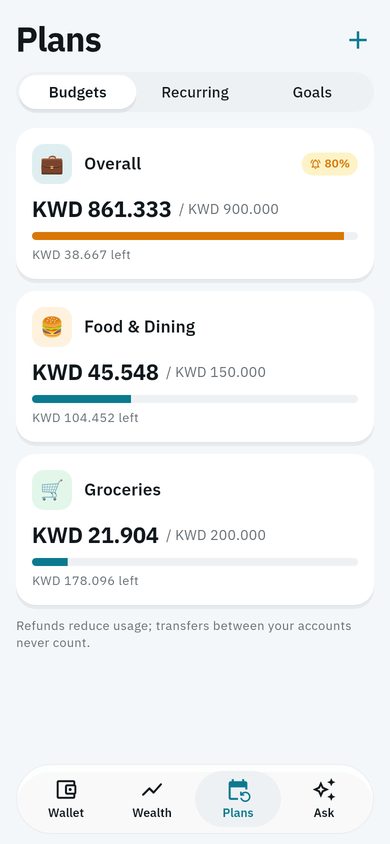 Plans
Budgets
Recurring
Goals
Overall
80%
KWD 861.333 / KWD 900.000
KWD 38.667 left
Food & Dining
KWD 45.548 / KWD 150.000
KWD 104.452 left
Groceries
KWD 21.904 / KWD 200.000
KWD 178.096 left
Refunds reduce usage; transfers between your accounts
never count.
Wallet
Wealth
Plans
Ask